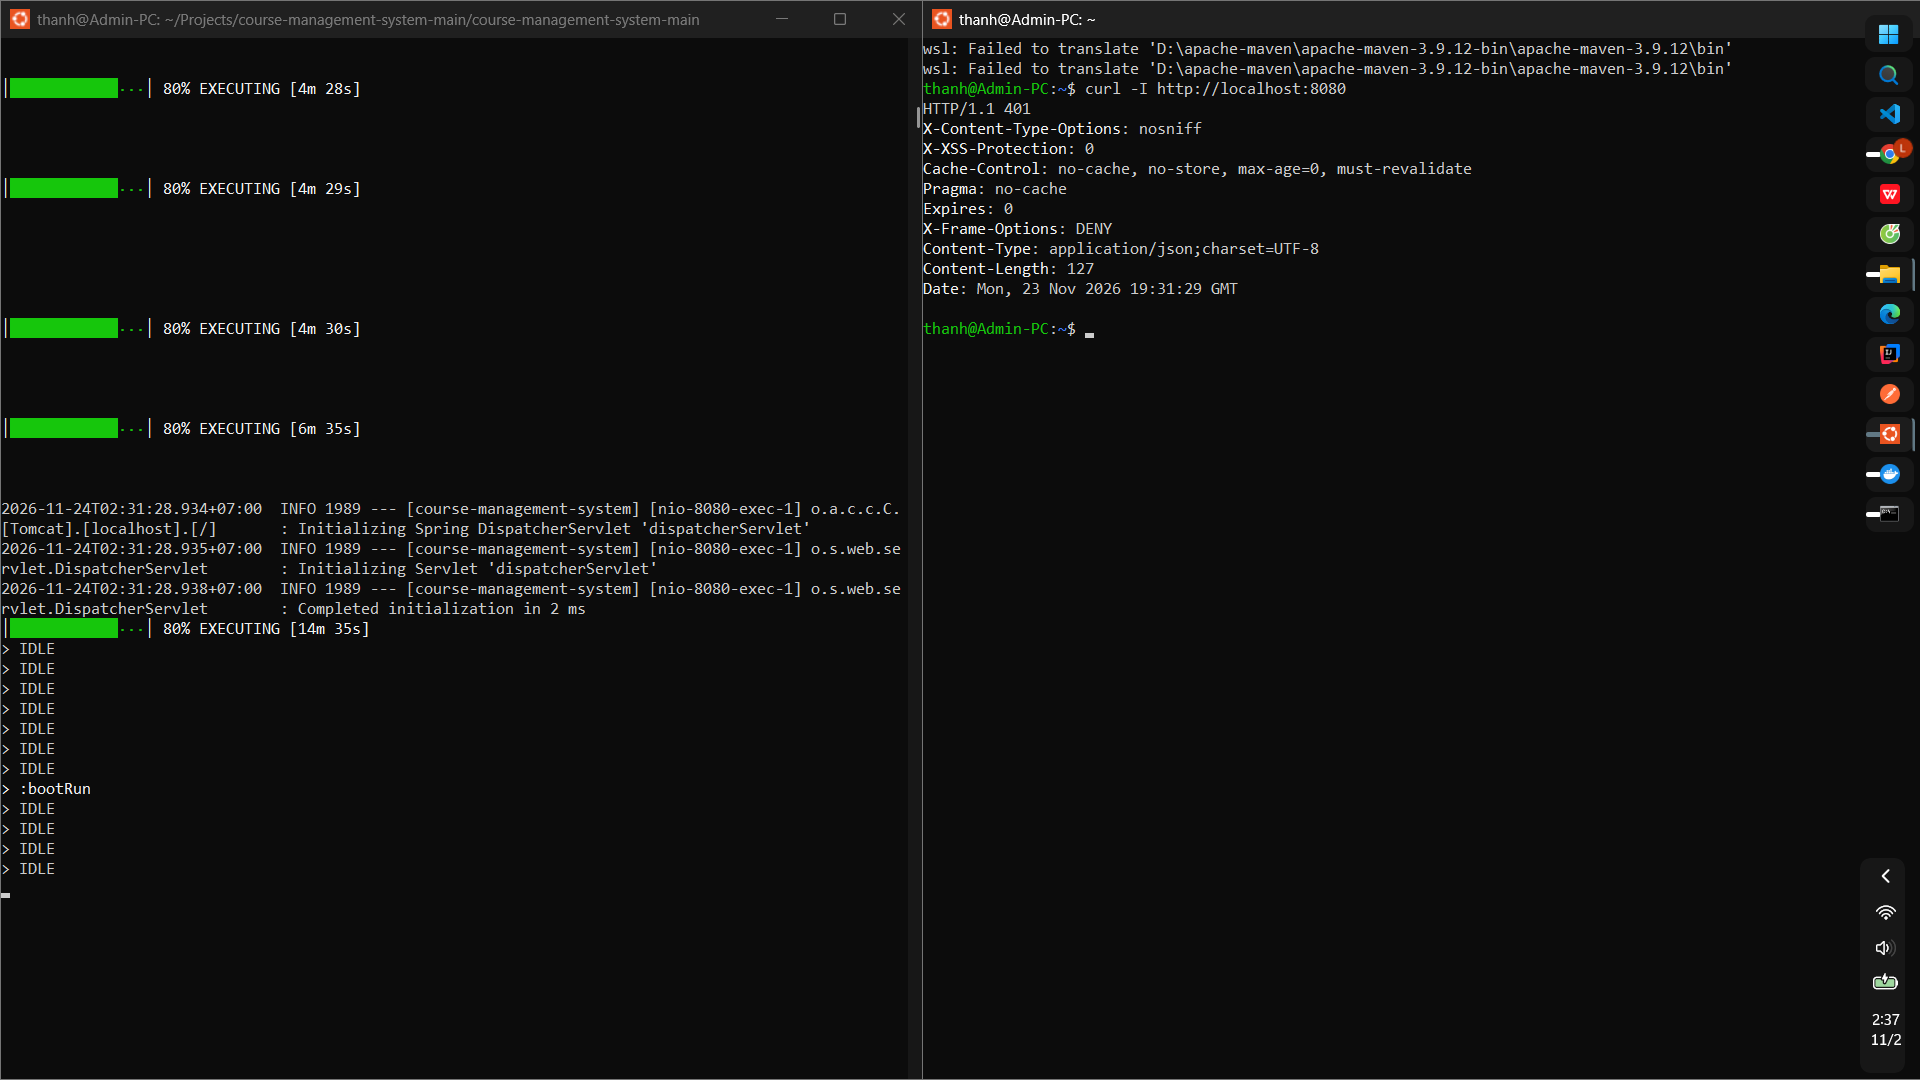 thanh@Admin-PC: ~/Projects/course-management-system-main/course-management-system-main
80% EXECUTING [4m 28s]
80% EXECUTING [4m 29s]
80% EXECUTING [4m 30s]
80% EXECUTING [6m 35s]
2026-11-24T02:31:28.934+07:00  INFO 1989 --- [course-management-system] [nio-8080-exec-1] o.a.c.c.C.
[Tomcat].[localhost].[/]       : Initializing Spring DispatcherServlet 'dispatcherServlet'
2026-11-24T02:31:28.935+07:00  INFO 1989 --- [course-management-system] [nio-8080-exec-1] o.s.web.se
rvlet.DispatcherServlet        : Initializing Servlet 'dispatcherServlet'
2026-11-24T02:31:28.938+07:00  INFO 1989 --- [course-management-system] [nio-8080-exec-1] o.s.web.se
rvlet.DispatcherServlet        : Completed initialization in 2 ms
80% EXECUTING [14m 35s]
> IDLE
> IDLE
> IDLE
> IDLE
> IDLE
> IDLE
> IDLE
> :bootRun
> IDLE
> IDLE
> IDLE
> IDLE
thanh@Admin-PC: ~
wsl: Failed to translate 'D:\apache-maven\apache-maven-3.9.12-bin\apache-maven-3.9.12\bin'
wsl: Failed to translate 'D:\apache-maven\apache-maven-3.9.12-bin\apache-maven-3.9.12\bin'
thanh@Admin-PC:~$ curl -I http://localhost:8080
HTTP/1.1 401
X-Content-Type-Options: nosniff
X-XSS-Protection: 0
Cache-Control: no-cache, no-store, max-age=0, must-revalidate
Pragma: no-cache
Expires: 0
X-Frame-Options: DENY
Content-Type: application/json;charset=UTF-8
Content-Length: 127
Date: Mon, 23 Nov 2026 19:31:29 GMT
thanh@Admin-PC:~$
L
W
IJ
2:37
11/2